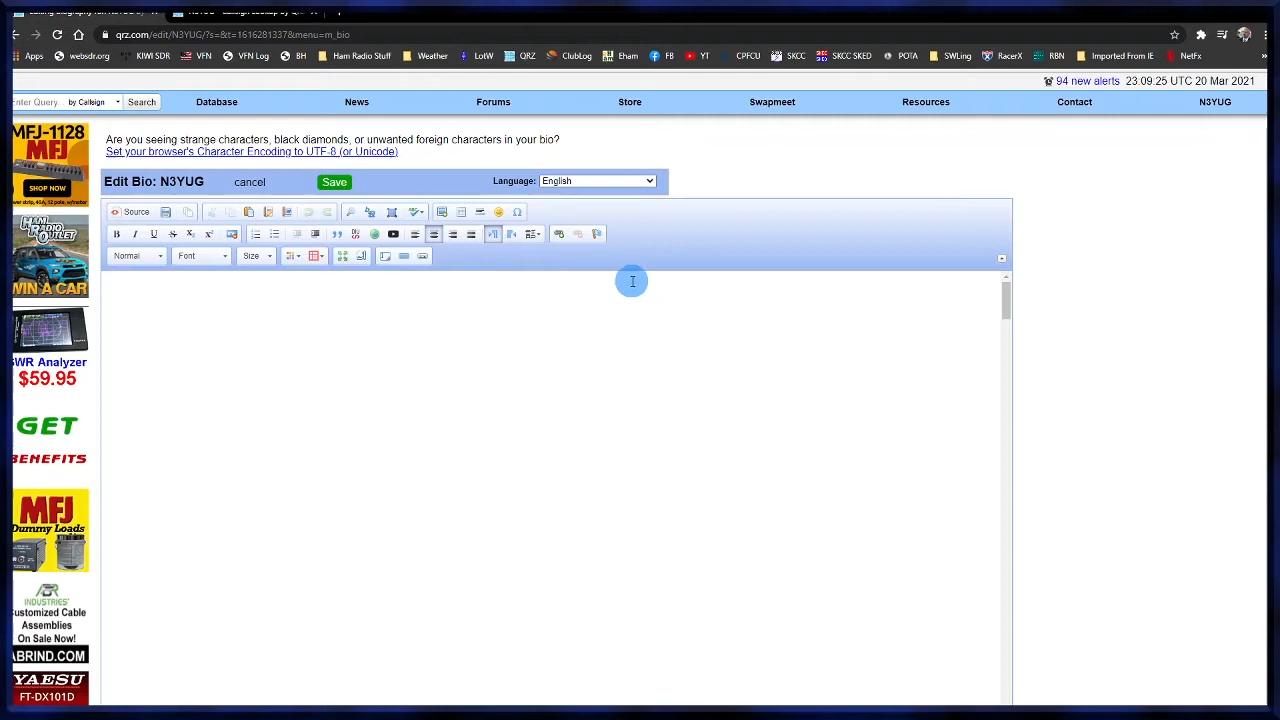 qrz.com/edit/N3YUG/?s=&t=1616281337&menu=m_bio
Apps websdr.org KIWI SDR VFN VFN Log BH Ham Radio Stuff Weather LotW QRZ ClubLog Eham FB YT CPFCU SKCC SKCC SKED POTA SWLing RacerX RBN Imported From IE NetFx »
94 new alerts 23:09:25 UTC 20 Mar 2021
Enter Query.. by Callsign Search Database News Forums Store Swapmeet Resources Contact N3YUG
Are you seeing strange characters, black diamonds, or unwanted foreign characters in your bio?
Set your browser's Character Encoding to UTF-8 (or Unicode)
Edit Bio: N3YUG cancel Save Language: English
Source
B I U S X₂ X²
Normal Font Size
MFJ-1128
MFJ
SHOP NOW
HAM RADIO
OUTLET
WIN A CAR
SWR Analyzer
$59.95
GET
BENEFITS
MFJ
Dummy Loads
INDUSTRIES
Customized Cable
Assemblies
On Sale Now!
ABRIND.COM
YAESU
FT-DX101D